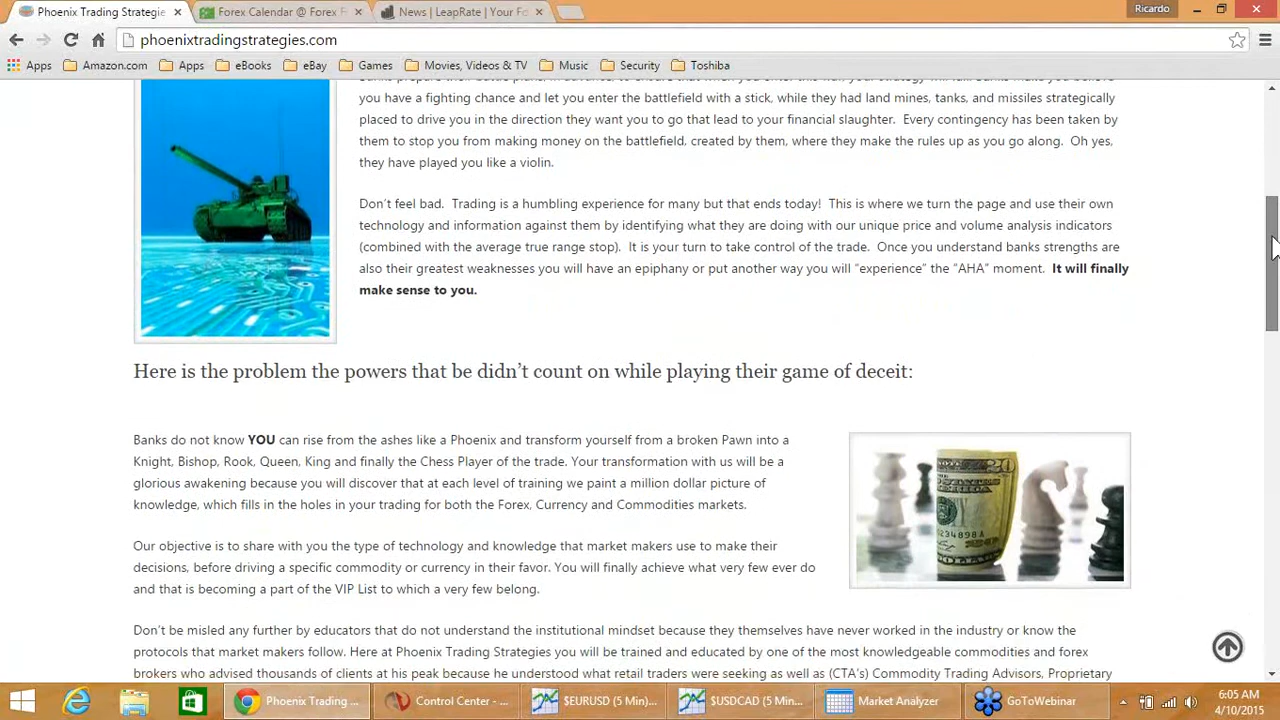 Phoenix Trading Strategie
Forex Calendar @ Forex F
News | LeapRate | Your Fo
Ricardo
phoenixtradingstrategies.com
Apps
Amazon.com
Apps
eBooks
eBay
Games
Movies, Videos & TV
Music
Security
Toshiba
you have a fighting chance and let you enter the battlefield with a stick, while they had land mines, tanks, and missiles strategically
placed to drive you in the direction they want you to go that lead to your financial slaughter. Every contingency has been taken by
them to stop you from making money on the battlefield, created by them, where they make the rules up as you go along. Oh yes,
they have played you like a violin.
Don't feel bad. Trading is a humbling experience for many but that ends today! This is where we turn the page and use their own
technology and information against them by identifying what they are doing with our unique price and volume analysis indicators
(combined with the average true range stop). It is your turn to take control of the trade. Once you understand banks strengths are
also their greatest weaknesses you will have an epiphany or put another way you will "experience" the "AHA" moment. It will finally
make sense to you.
Here is the problem the powers that be didn't count on while playing their game of deceit:
Banks do not know YOU can rise from the ashes like a Phoenix and transform yourself from a broken Pawn into a
Knight, Bishop, Rook, Queen, King and finally the Chess Player of the trade. Your transformation with us will be a
glorious awakening because you will discover that at each level of training we paint a million dollar picture of
knowledge, which fills in the holes in your trading for both the Forex, Currency and Commodities markets.
Our objective is to share with you the type of technology and knowledge that market makers use to make their
decisions, before driving a specific commodity or currency in their favor. You will finally achieve what very few ever do
and that is becoming a part of the VIP List to which a very few belong.
Don't be misled any further by educators that do not understand the institutional mindset because they themselves have never worked in the industry or know the
protocols that market makers follow. Here at Phoenix Trading Strategies you will be trained and educated by one of the most knowledgeable commodities and forex
brokers who advised thousands of clients at his peak because he understood what retail traders were seeking as well as (CTA's) Commodity Trading Advisors, Proprietary
Phoenix Trading ...
Control Center - ...
$EURUSD (5 Min)...
$USDCAD (5 Min...
Market Analyzer
GoToWebinar
6:05 AM
4/10/2015